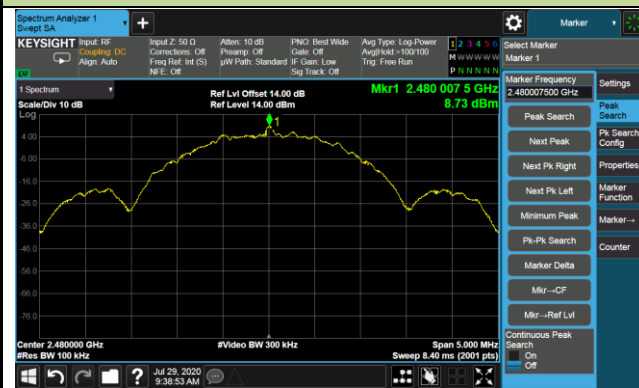 Spectrum Analyzer 1
Swept SA
Marker
KEYSIGHT
Input: RF
Coupling: DC
Align: Auto
Input Z: 50 Ω
Corrections: Off
Freq Ref: Int (S)
NFE: Off
Atten: 10 dB
Preamp: Off
µW Path: Standard
PNO: Best Wide
Gate: Off
IF Gain: Low
Sig Track: Off
Avg Type: Log-Power
Avg|Hold:>100/100
Trig: Free Run
1 2 3 4 5 6
M W W W W W
P N N N N N
Select Marker
Marker 1
1 Spectrum
Scale/Div 10 dB
Log
Ref Lvl Offset 14.00 dB
Ref Level 14.00 dBm
Mkr1 2.480 007 5 GHz
8.73 dBm
1
4.00
-6.00
-16.0
-26.0
-36.0
-46.0
-56.0
-66.0
-76.0
Center 2.480000 GHz
#Res BW 100 kHz
#Video BW 300 kHz
Span 5.000 MHz
Sweep 8.40 ms (2001 pts)
Marker Frequency
2.480007500 GHz
Peak Search
Next Peak
Next Pk Right
Next Pk Left
Minimum Peak
Pk-Pk Search
Marker Delta
Mkr→CF
Mkr→Ref Lvl
Continuous Peak
Search
On
Off
Settings
Peak
Search
Pk Search
Config
Properties
Marker
Function
Marker→
Counter
?
Jul 29, 2020
9:38:53 AM